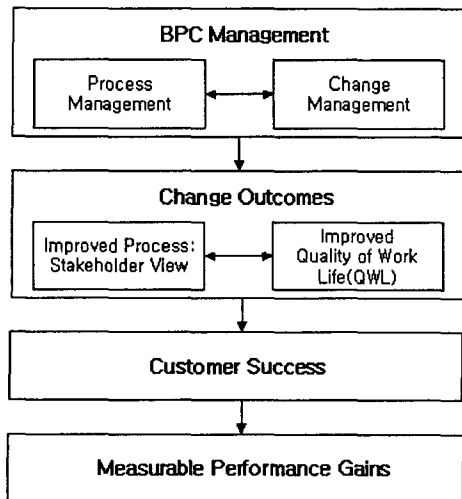 BPC Management
Process
Management
Change
Management
Change Outcomes
Improved Process:
Stakeholder View
Improved
Quality of Work
Life(QWL)
Customer Success
Measurable Performance Gains